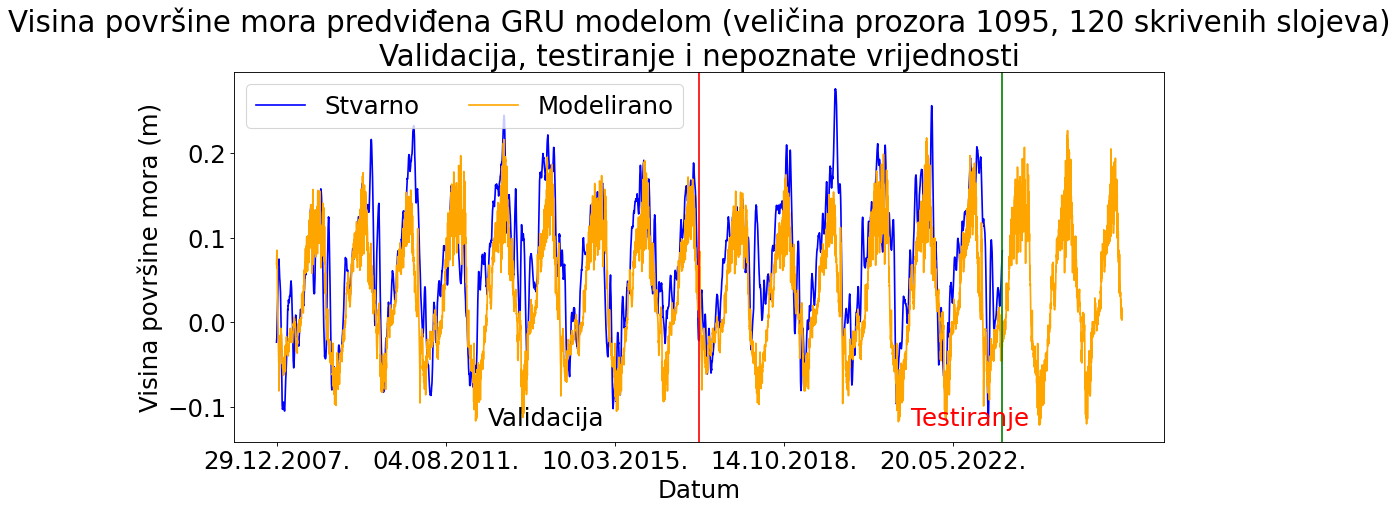 Visina površine mora predviđena GRU modelom (veličina prozora 1095, 120 skrivenih slojeva)
Validacija, testiranje i nepoznate vrijednosti
Stvarno
Modelirano
Visina površine mora (m)
0.2
0.1
0.0
−0.1
Validacija
Testiranje
29.12.2007.
04.08.2011.
10.03.2015.
14.10.2018.
20.05.2022.
Datum